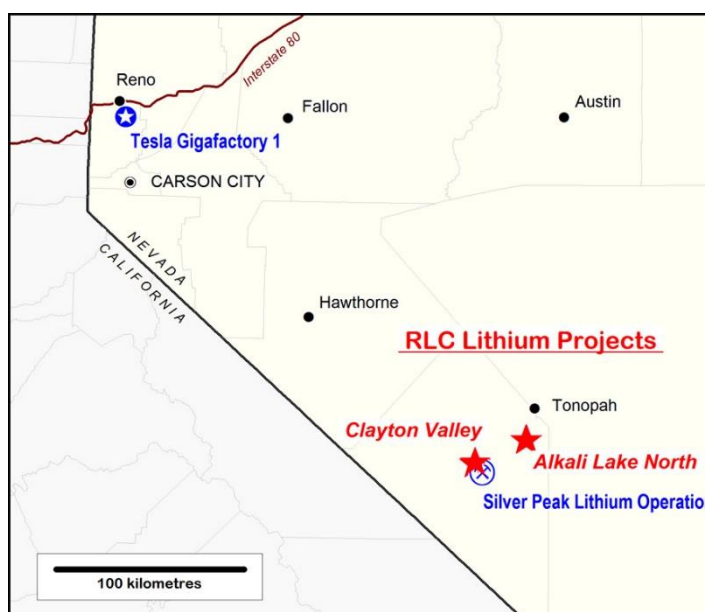 Interstate 80
Reno
Fallon
Austin
Tesla Gigafactory 1
CARSON CITY
NEVADA
CALIFORNIA
Hawthorne
RLC Lithium Projects
Tonopah
Clayton Valley
Alkali Lake North
Silver Peak Lithium Operatio
100 kilometres